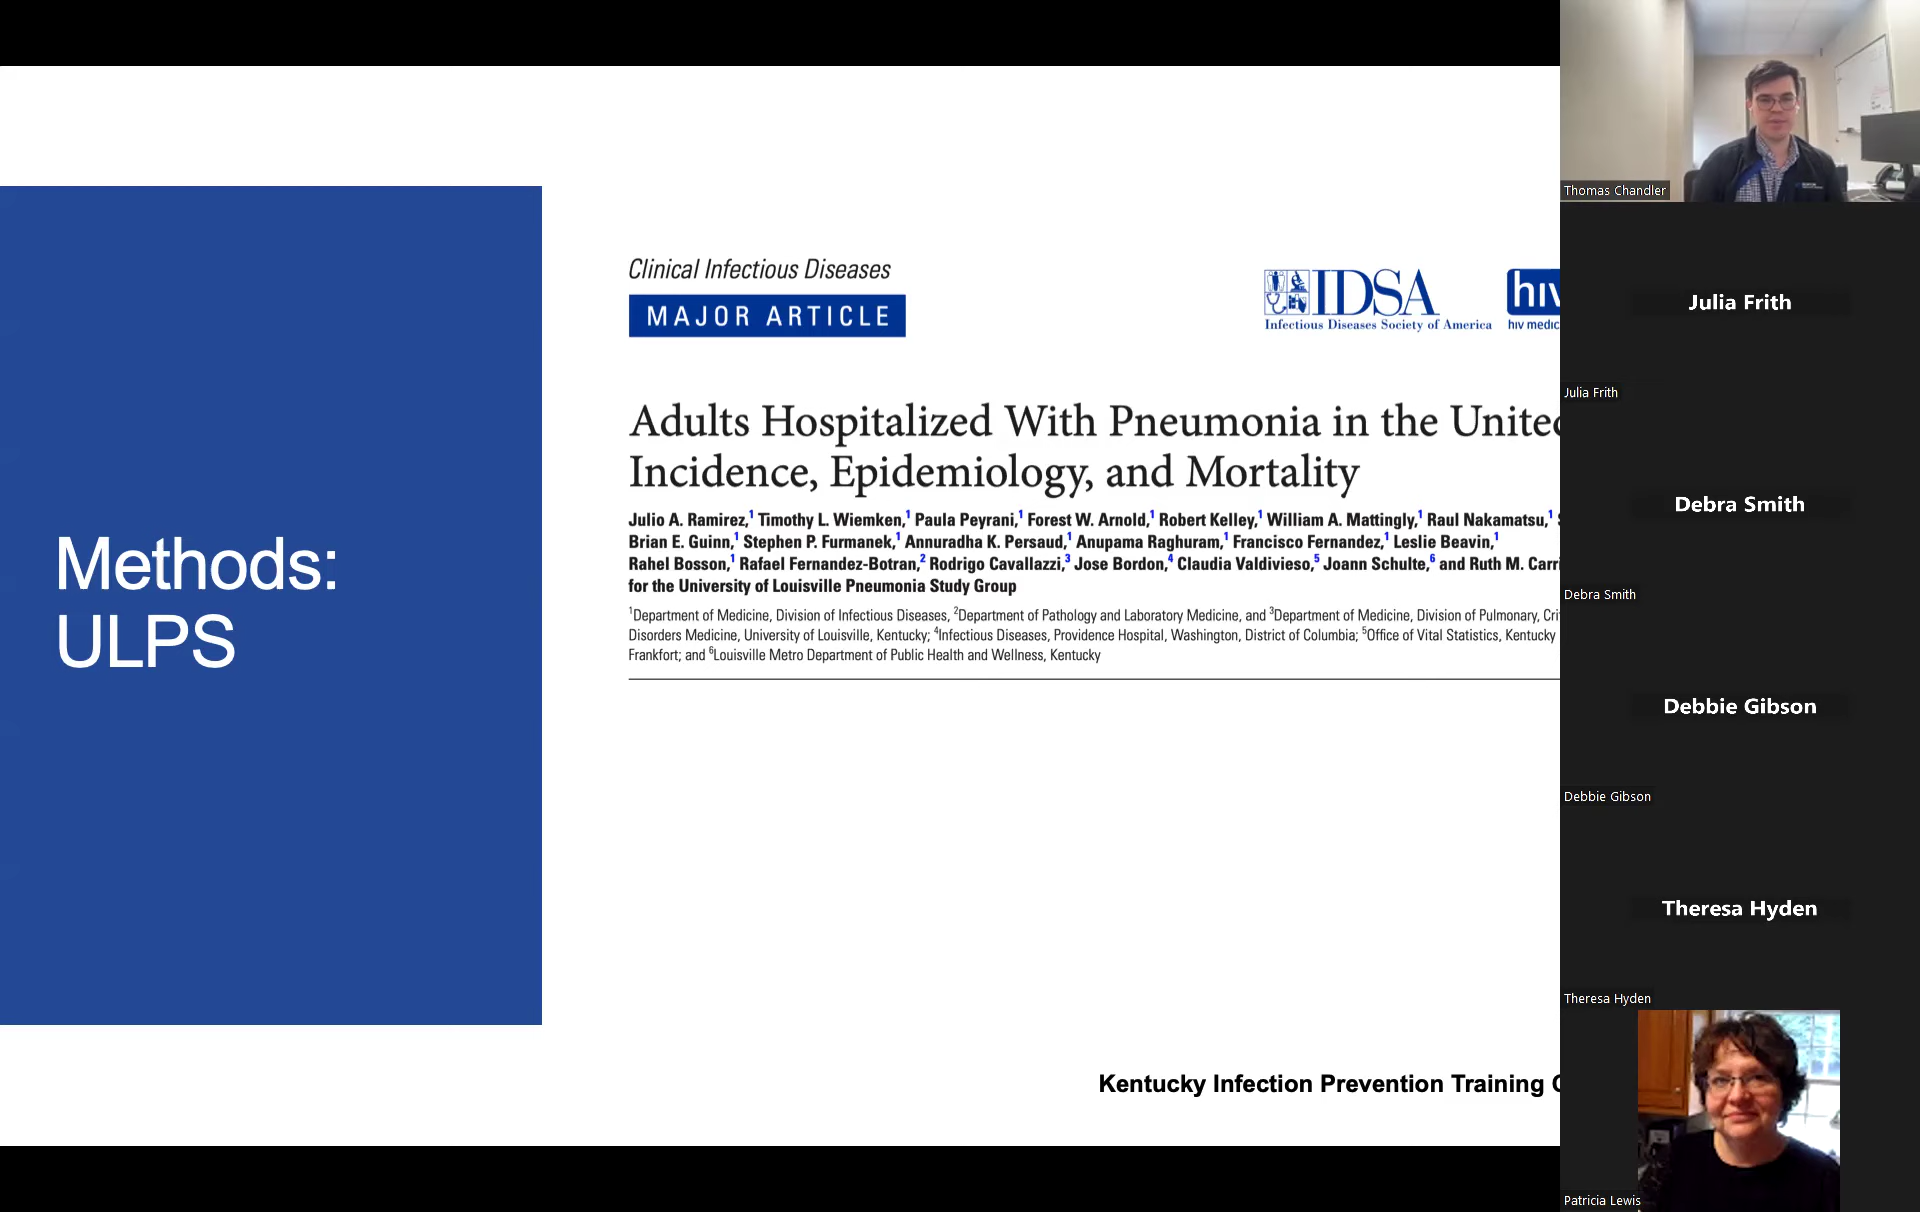 Methods:
ULPS
Clinical Infectious Diseases
MAJOR ARTICLE
IDSA
Infectious Diseases Society of America
hiv
hiv medic
Adults Hospitalized With Pneumonia in the United
Incidence, Epidemiology, and Mortality
Julio A. Ramirez,1 Timothy L. Wiemken,1 Paula Peyrani,1 Forest W. Arnold,1 Robert Kelley,1 William A. Mattingly,1 Raul Nakamatsu,1 S
Brian E. Guinn,1 Stephen P. Furmanek,1 Annuradha K. Persaud,1 Anupama Raghuram,1 Francisco Fernandez,1 Leslie Beavin,1
Rahel Bosson,1 Rafael Fernandez-Botran,2 Rodrigo Cavallazzi,3 Jose Bordon,4 Claudia Valdivieso,5 Joann Schulte,6 and Ruth M. Carri
for the University of Louisville Pneumonia Study Group
1Department of Medicine, Division of Infectious Diseases, 2Department of Pathology and Laboratory Medicine, and 3Department of Medicine, Division of Pulmonary, Cri
Disorders Medicine, University of Louisville, Kentucky; 4Infectious Diseases, Providence Hospital, Washington, District of Columbia; 5Office of Vital Statistics, Kentucky
Frankfort; and 6Louisville Metro Department of Public Health and Wellness, Kentucky
Kentucky Infection Prevention Training C
Thomas Chandler
Julia Frith
Julia Frith
Debra Smith
Debra Smith
Debbie Gibson
Debbie Gibson
Theresa Hyden
Theresa Hyden
Patricia Lewis